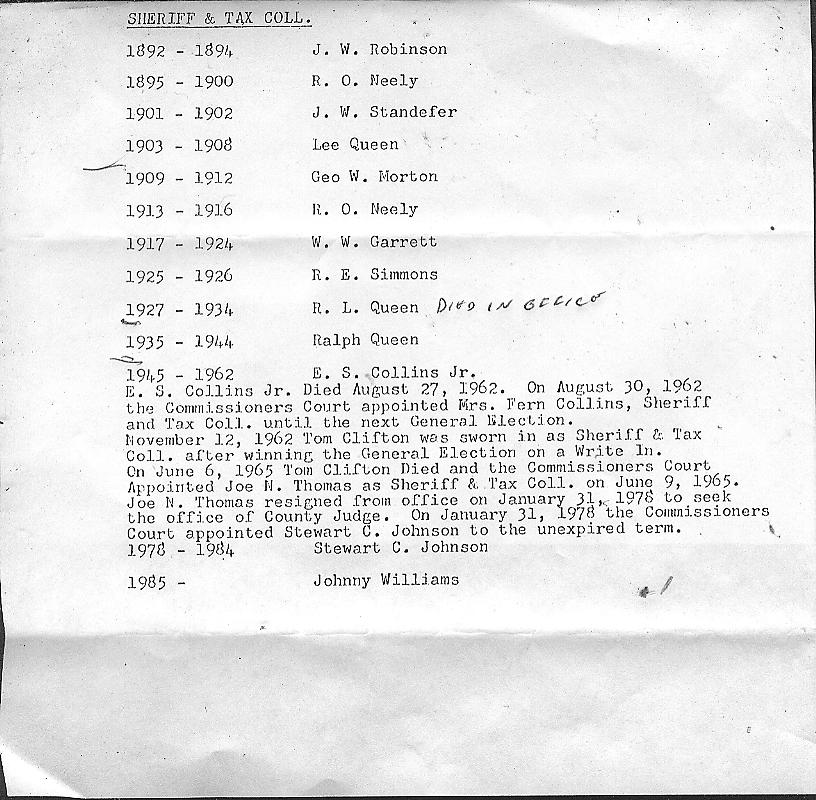 SHERIFF & TAX COLL.
1892 - 1894 J. W. Robinson
1895 - 1900 R. O. Neely
1901 - 1902 J. W. Standefer
1903 - 1908 Lee Queen
1909 - 1912 Geo W. Morton
1913 - 1916 R. O. Neely
1917 - 1924 W. W. Garrett
1925 - 1926 R. E. Simmons
1927 - 1934 R. L. Queen DIED IN OFFICE
1935 - 1944 Ralph Queen
1945 - 1962 E. S. Collins Jr.
E. S. Collins Jr. Died August 27, 1962. On August 30, 1962
the Commissioners Court appointed Mrs. Fern Collins, Sheriff
and Tax Coll. until the next General Election.
November 12, 1962 Tom Clifton was sworn in as Sheriff & Tax
Coll. after winning the General Election on a Write In.
On June 6, 1965 Tom Clifton Died and the Commissioners Court
Appointed Joe N. Thomas as Sheriff & Tax Coll. on June 9, 1965.
Joe N. Thomas resigned from office on January 31, 1978 to seek
the office of County Judge. On January 31, 1978 the Commissioners
Court appointed Stewart C. Johnson to the unexpired term.
1978 - 1984 Stewart C. Johnson
1985 - Johnny Williams